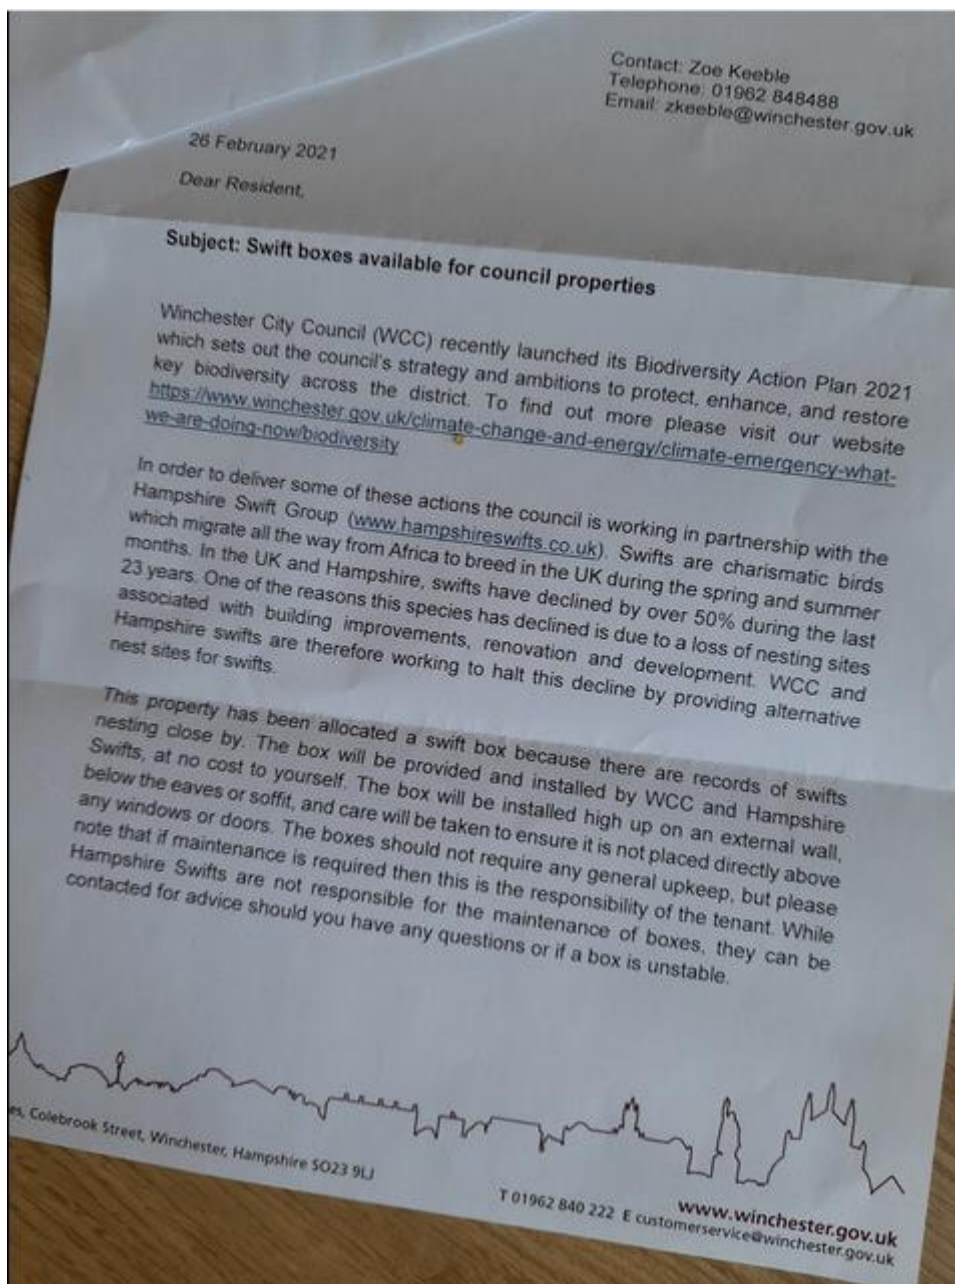 Contact: Zoe Keeble
Telephone: 01962 848488
Email: zkeeble@winchester.gov.uk
26 February 2021
Dear Resident,
Subject: Swift boxes available for council properties
Winchester City Council (WCC) recently launched its Biodiversity Action Plan 2021
which sets out the council's strategy and ambitions to protect, enhance, and restore
key biodiversity across the district. To find out more please visit our website
https://www.winchester.gov.uk/climate-change-and-energy/climate-emergency-what-
we-are-doing-now/biodiversity
In order to deliver some of these actions the council is working in partnership with the
Hampshire Swift Group (www.hampshireswifts.co.uk). Swifts are charismatic birds
which migrate all the way from Africa to breed in the UK during the spring and summer
months. In the UK and Hampshire, swifts have declined by over 50% during the last
23 years. One of the reasons this species has declined is due to a loss of nesting sites
associated with building improvements, renovation and development. WCC and
Hampshire swifts are therefore working to halt this decline by providing alternative
nest sites for swifts.
This property has been allocated a swift box because there are records of swifts
nesting close by. The box will be provided and installed by WCC and Hampshire
Swifts, at no cost to yourself. The box will be installed high up on an external wall,
below the eaves or soffit, and care will be taken to ensure it is not placed directly above
any windows or doors. The boxes should not require any general upkeep, but please
note that if maintenance is required then this is the responsibility of the tenant. While
Hampshire Swifts are not responsible for the maintenance of boxes, they can be
contacted for advice should you have any questions or if a box is unstable.
Colebrook Street, Winchester, Hampshire SO23 9LJ
www.winchester.gov.uk
T 01962 840 222 E customerservice@winchester.gov.uk